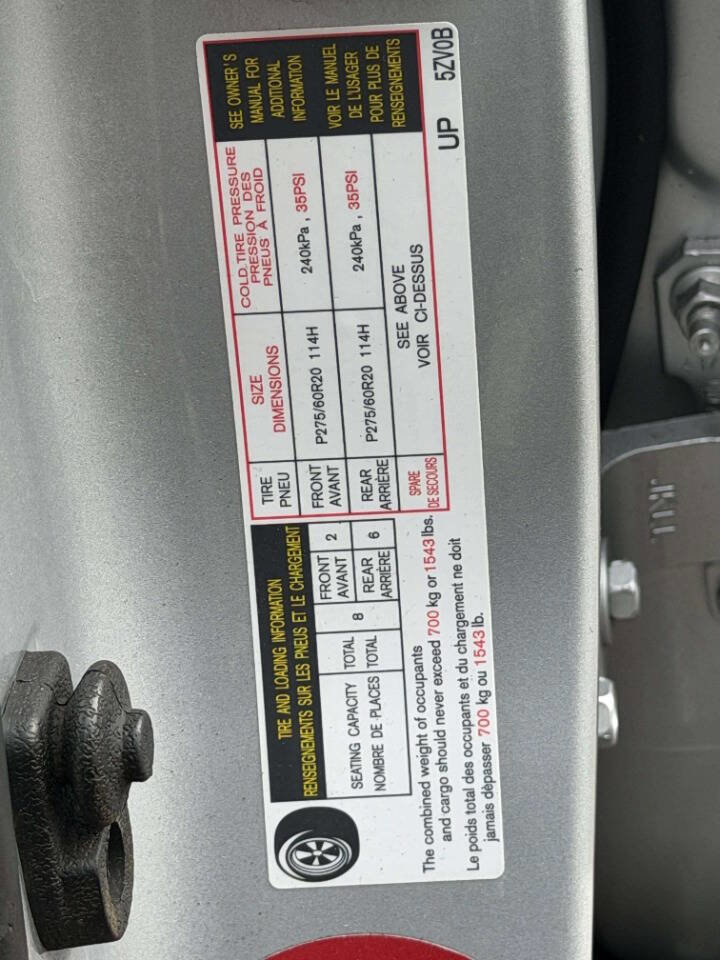 TIRE AND LOADING INFORMATION
RENSEIGNEMENTS SUR LES PNEUS ET LE CHARGEMENT
SEATING CAPACITY TOTAL 8 FRONT 2
NOMBRE DE PLACES TOTAL AVANT
REAR 6
ARRIÈRE
The combined weight of occupants
and cargo should never exceed 700 kg or 1543 lbs.
Le poids total des occupants et du chargement ne doit
jamais dépasser 700 kg ou 1543 lb.
TIRE
PNEU
SIZE
DIMENSIONS
COLD TIRE PRESSURE
PRESSION DES
PNEUS À FROID
FRONT
AVANT
P275/60R20 114H
240kPa , 35PSI
REAR
ARRIÈRE
P275/60R20 114H
240kPa , 35PSI
SPARE
DE SECOURS
SEE ABOVE
VOIR CI-DESSUS
SEE OWNER'S
MANUAL FOR
ADDITIONAL
INFORMATION
VOIR LE MANUEL
DE L'USAGER
POUR PLUS DE
RENSEIGNEMENTS
UP 5ZV0B